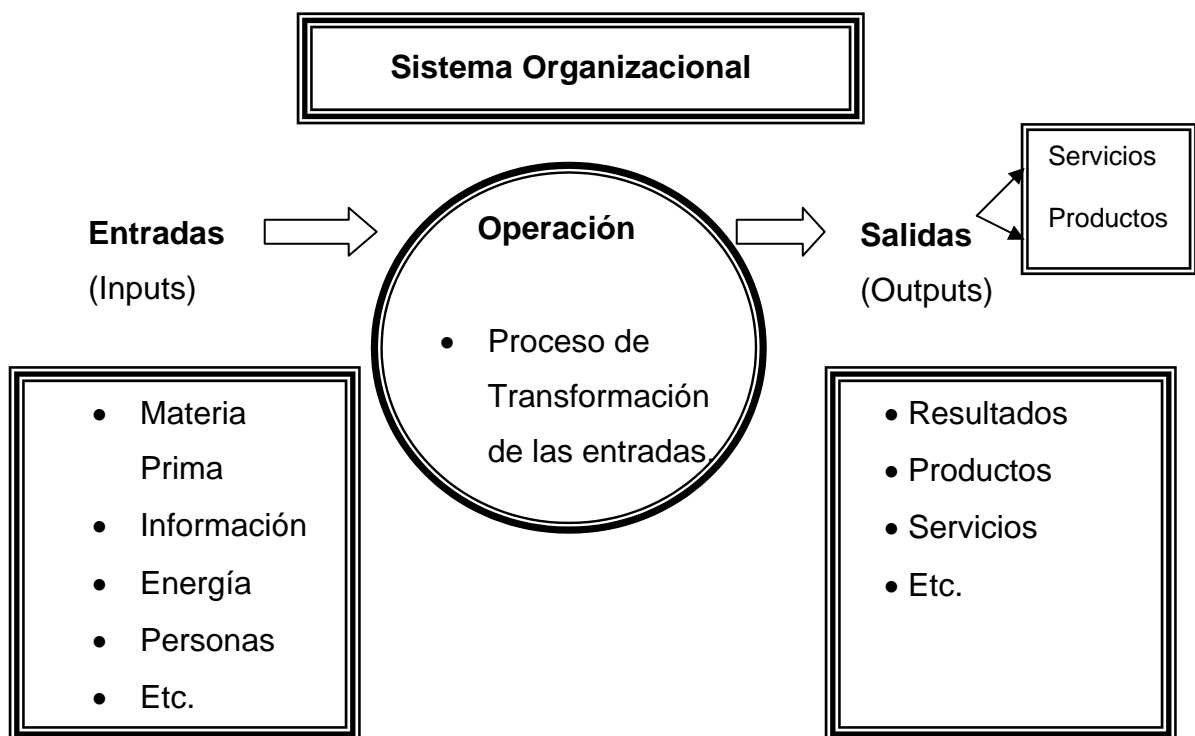 Sistema Organizacional
Servicios
Productos
Entradas
(Inputs)
Operación
• Proceso de
Transformación
de las entradas.
Salidas
(Outputs)
• Materia
Prima
• Información
• Energía
• Personas
• Etc.
• Resultados
• Productos
• Servicios
• Etc.